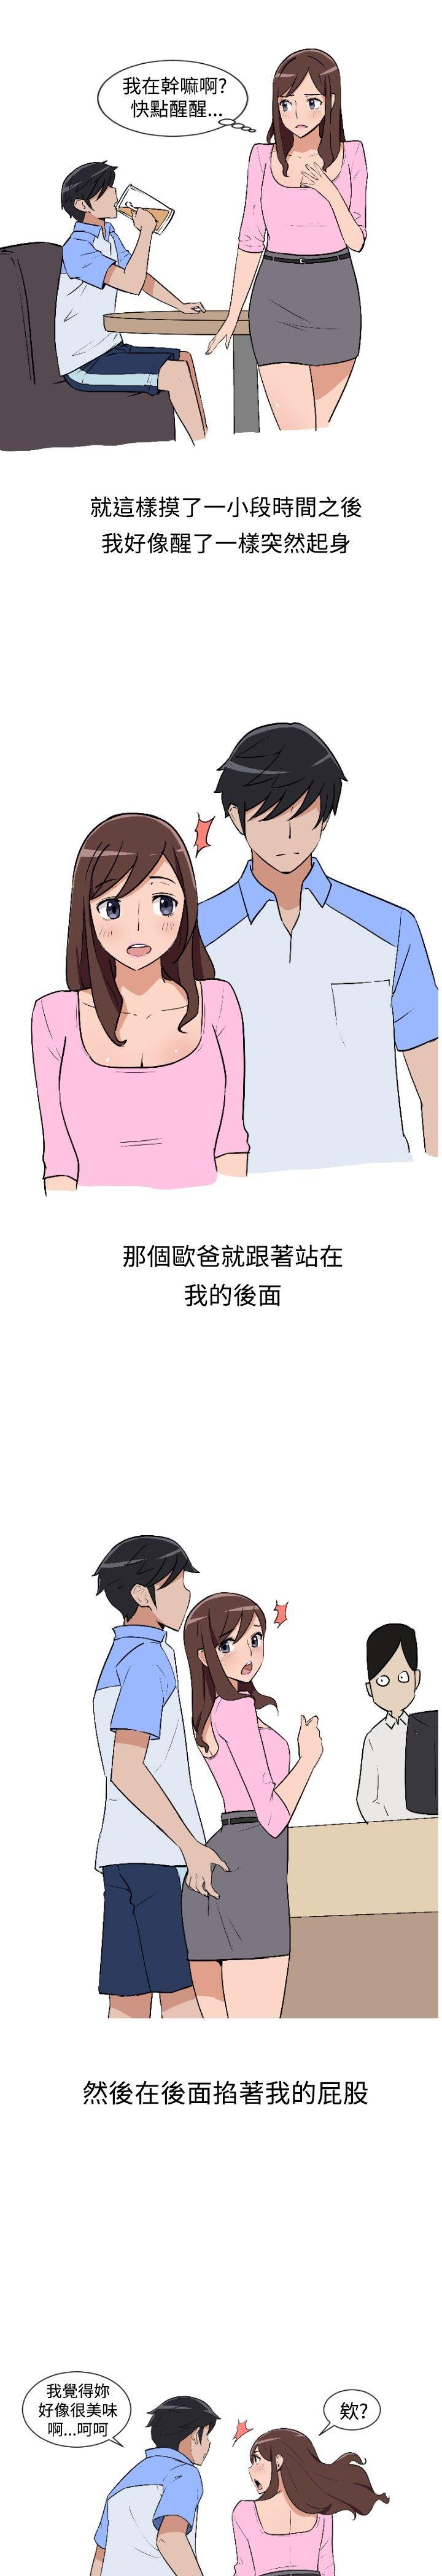 我在幹嘛啊?
快點醒醒...
就這樣摸了一小段時間之後
我好像醒了一樣突然起身
那個歐爸就跟著站在
我的後面
然後在後面掐著我的屁股
我覺得妳
好像很美味
啊...呵呵
欸?